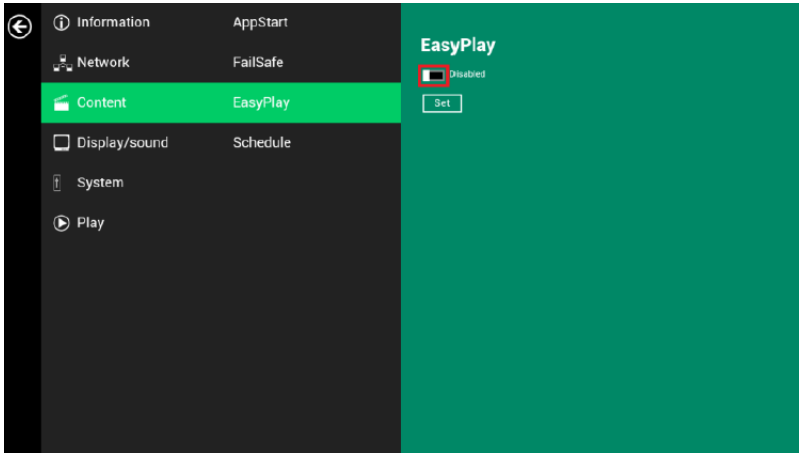 Information
Network
Content
Display/sound
System
Play
AppStart
FailSafe
EasyPlay
Schedule
EasyPlay
Disabled
Set